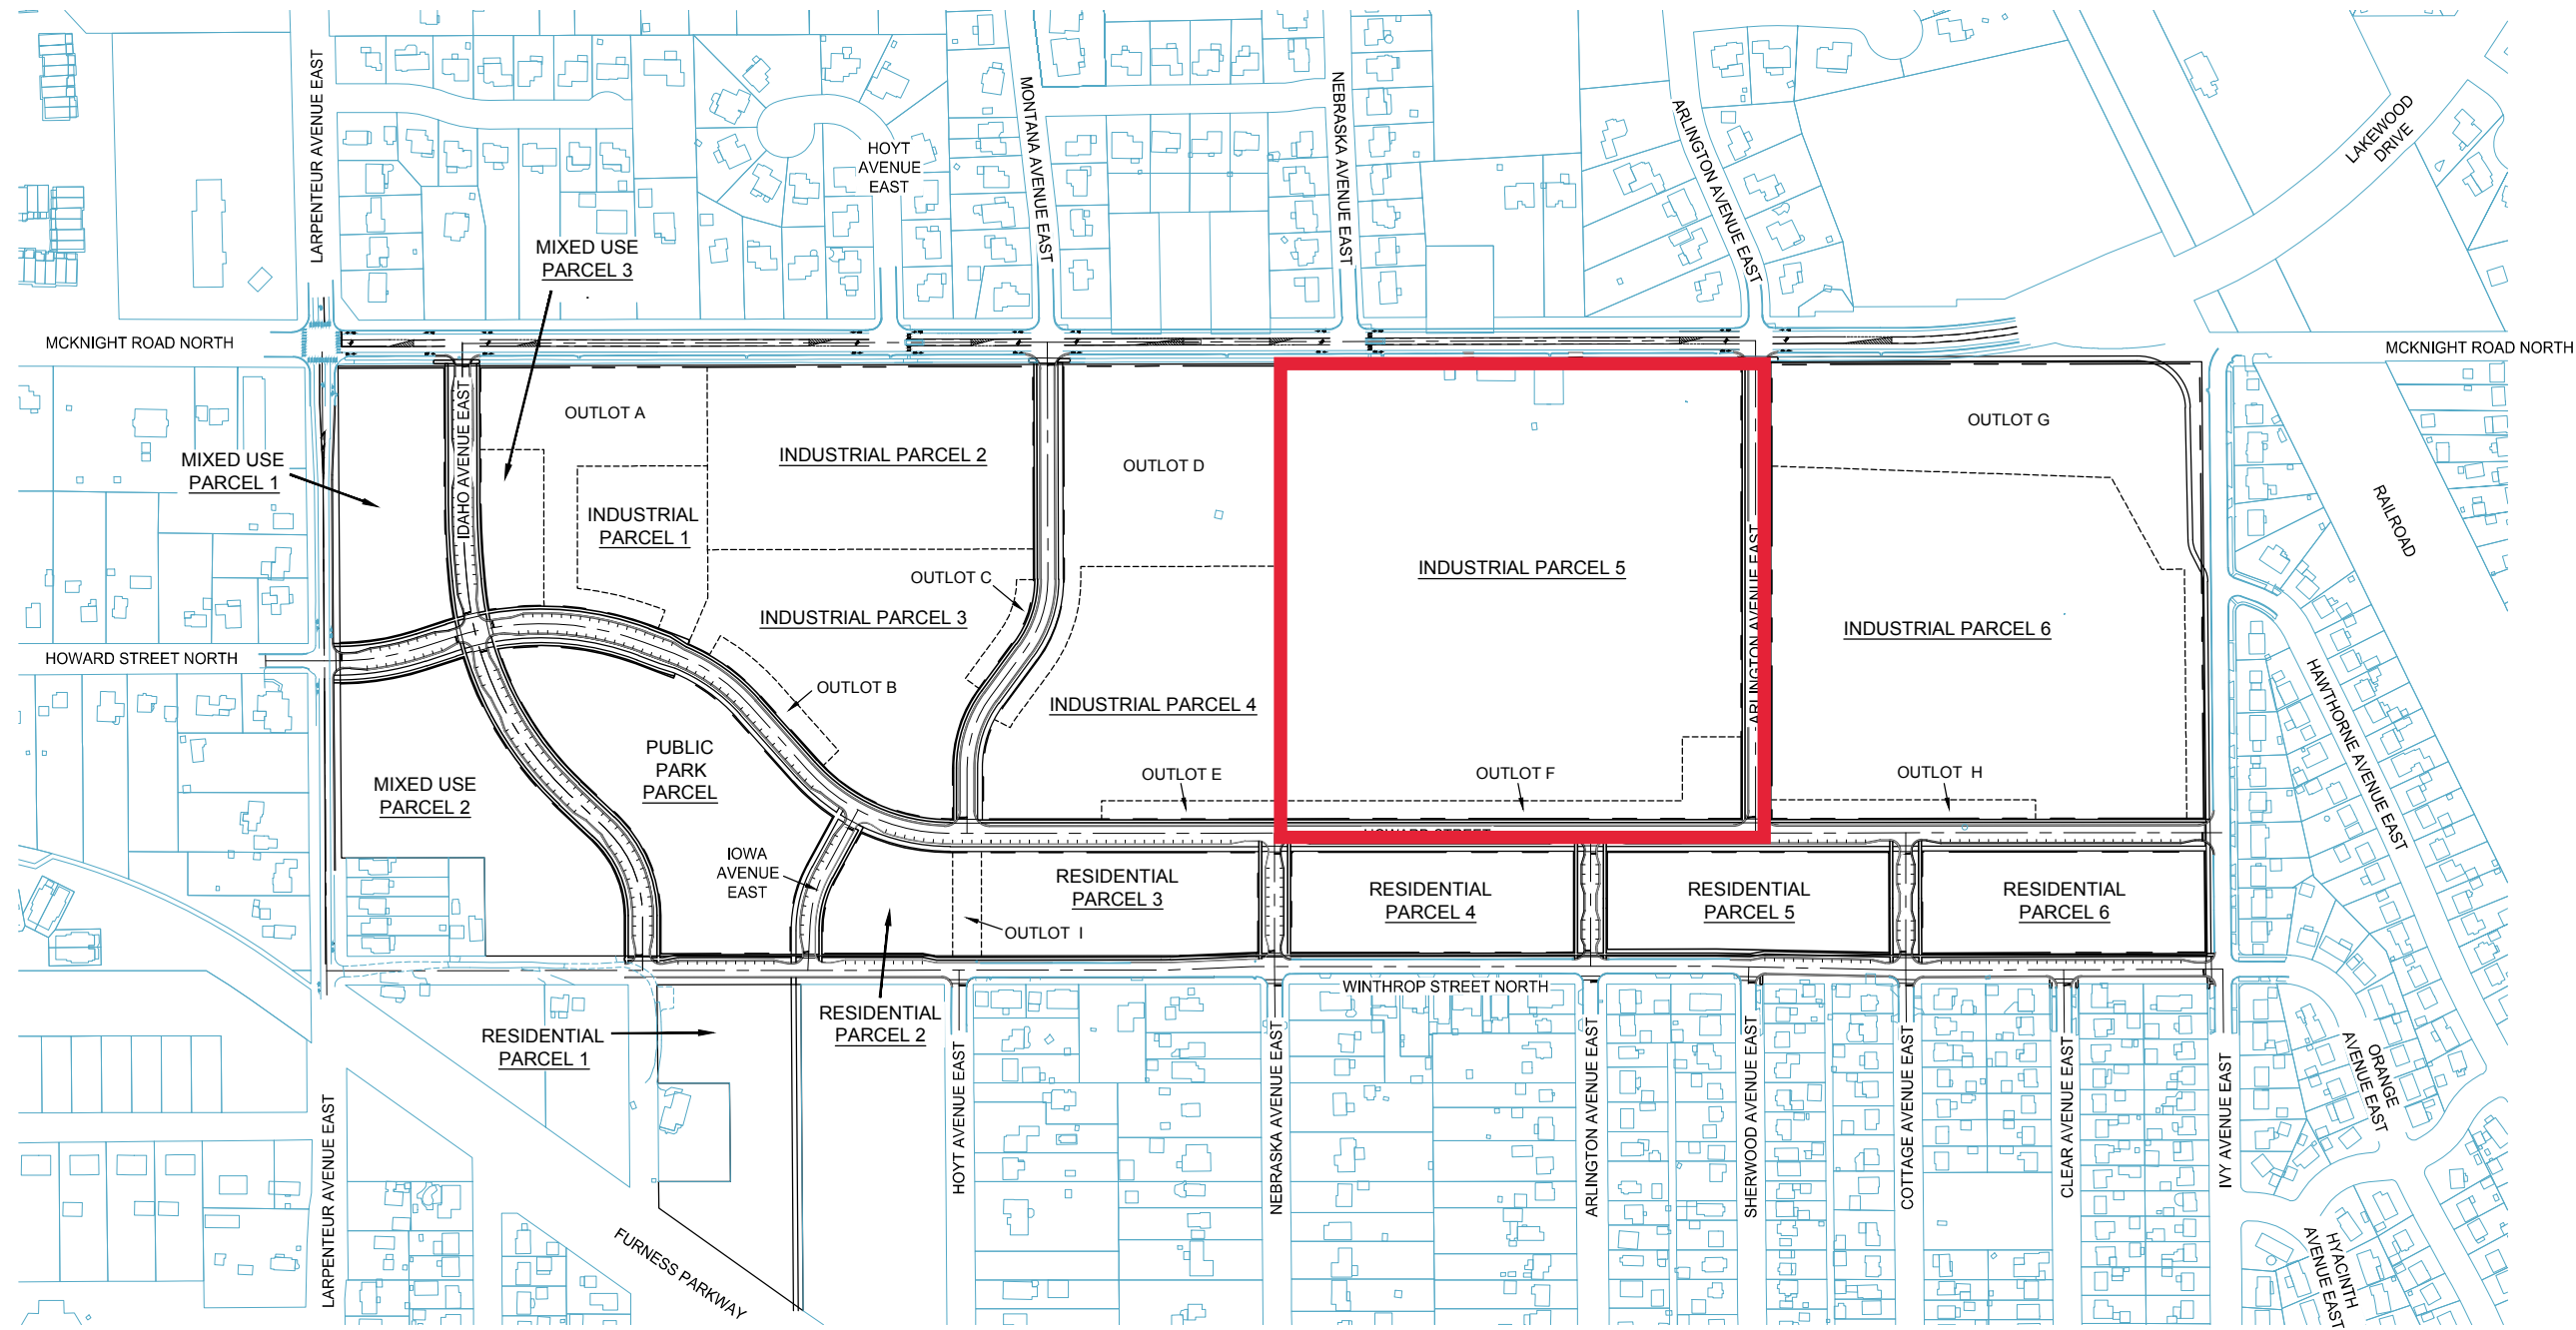 LARPENTEUR AVENUE EAST
HOYT
AVENUE
EAST
MONTANA AVENUE EAST
NEBRASKA AVENUE EAST
ARLINGTON AVENUE EAST
LAKEWOOD
DRIVE
MIXED USE
PARCEL 3
MCKNIGHT ROAD NORTH
MCKNIGHT ROAD NORTH
IDAHO AVENUE EAST
OUTLOT A
MIXED USE
PARCEL 1
INDUSTRIAL PARCEL 2
OUTLOT D
OUTLOT G
INDUSTRIAL
PARCEL 1
RAILROAD
OUTLOT C
INDUSTRIAL PARCEL 5
ARLINGTON AVENUE EAST
INDUSTRIAL PARCEL 3
INDUSTRIAL PARCEL 6
HOWARD STREET NORTH
OUTLOT B
INDUSTRIAL PARCEL 4
HAWTHORNE AVENUE EAST
PUBLIC
PARK
PARCEL
MIXED USE
PARCEL 2
OUTLOT E
OUTLOT F
OUTLOT H
HOWARD STREET
IOWA
AVENUE
EAST
RESIDENTIAL
PARCEL 3
RESIDENTIAL
PARCEL 4
RESIDENTIAL
PARCEL 5
RESIDENTIAL
PARCEL 6
OUTLOT I
WINTHROP STREET NORTH
RESIDENTIAL
PARCEL 1
RESIDENTIAL
PARCEL 2
LARPENTEUR AVENUE EAST
FURNESS PARKWAY
HOYT AVENUE EAST
NEBRASKA AVENUE EAST
ARLINGTON AVENUE EAST
SHERWOOD AVENUE EAST
COTTAGE AVENUE EAST
CLEAR AVENUE EAST
IVY AVENUE EAST
ORANGE
AVENUE EAST
HYACINTH
AVENUE EAST